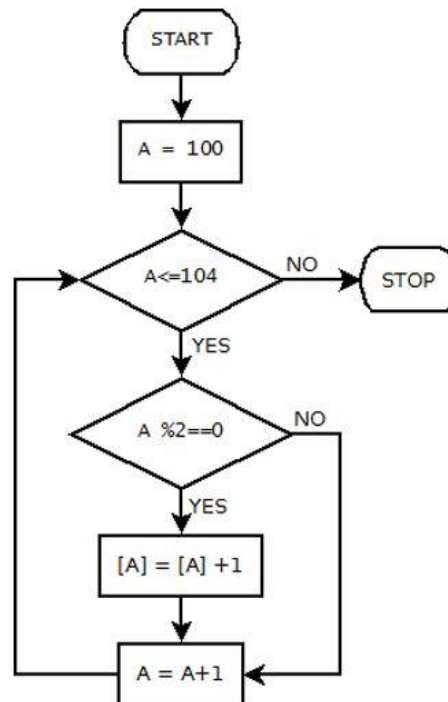 START
A = 100
A<=104
NO
STOP
YES
A %2==0
NO
YES
[A] = [A] +1
A = A+1